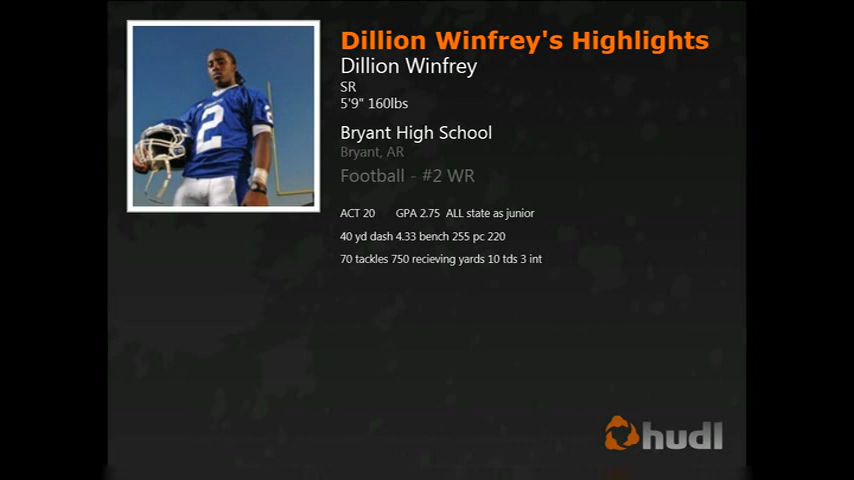 Dillion Winfrey's Highlights
Dillion Winfrey
SR
5'9" 160lbs
Bryant High School
Bryant, AR
Football - #2 WR
ACT 20 GPA 2.75 ALL state as junior
40 yd dash 4.33 bench 255 pc 220
70 tackles 750 recieving yards 10 tds 3 int
2
2
hudl